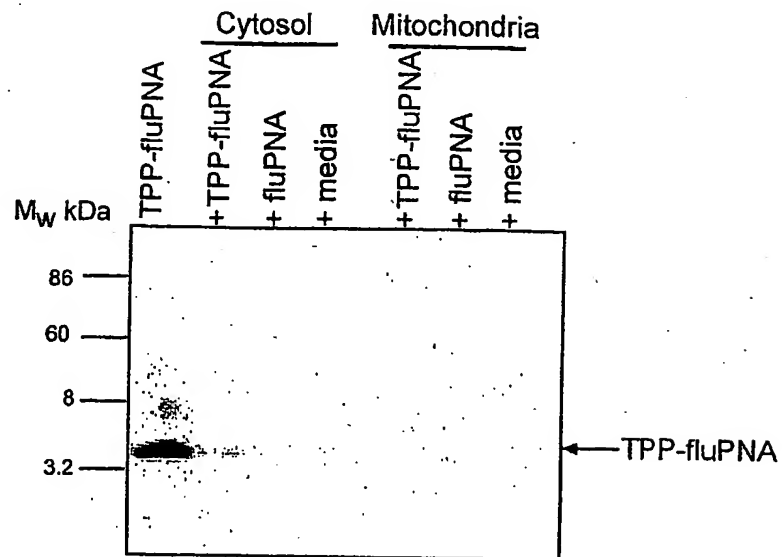 Cytosol
Mitochondria
TPP-fluPNA
+ TPP-fluPNA
+ fluPNA
+ media
+TPP-fluPNA
+ fluPNA
+ media
MW kDa
86
60
8
3.2
TPP-fluPNA